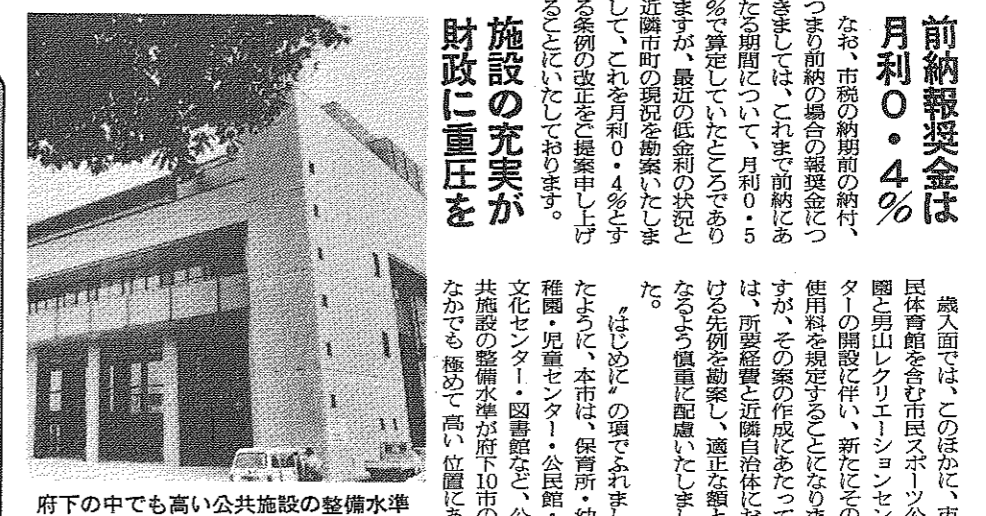 前納報奨金は
月利0・4%
なお、市税の納期前の納付、
つまり前納の場合の報奨金につ
きましては、これまで前納にあ
たる期間について、月利0・5
%で算定していたところであり
ますが、最近の低金利の状況と
近隣市町の現況を勘案いたしま
して、これを月利0・4%とす
る条例の改正をご提案申し上げ
ることにいたしております。
施設の充実が
財政に重圧を
歳入面では、このほかに、市
民体育館を含む市民スポーツ公
園と男山レクリエーションセン
ターの開設に伴い、新たにその
使用料を規定することになりま
すが、その案の作成にあたって
は、所要経費と近隣自治体にお
ける先例を勘案し、適正な額と
なるよう慎重に配慮いたしまし
た。
〝はじめに〟の項でふれまし
たように、本市は、保育所・幼
稚園・児童センター・公民館・
文化センター・図書館など、公
共施設の整備水準が府下10市の
なかでも極めて高い位置にあ
府下の中でも高い公共施設の整備水準